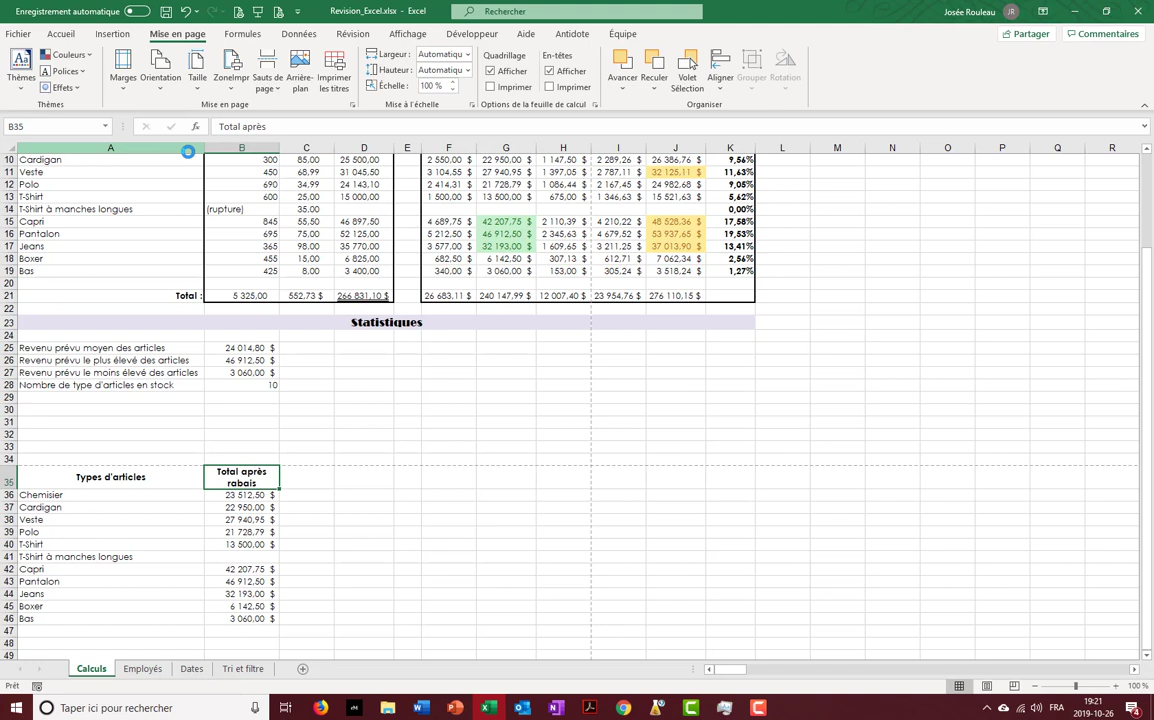 Enregistrement automatique Revision_Excel.xlsx - Excel Rechercher Josée Rouleau JR
Fichier Accueil Insertion Mise en page Formules Données Révision Affichage Développeur Aide Antidote Équipe Partager Commentaires
Aa Thèmes Couleurs Polices Effets Marges Orientation Taille ZoneImpr Sauts de page Arrière-plan Imprimer les titres Largeur : Automatiqu Hauteur : Automatiqu Échelle : 100 % Quadrillage Afficher Imprimer En-têtes Afficher Imprimer Avancer Reculer Volet Sélection Aligner Grouper Rotation
Thèmes Mise en page Mise à l'échelle Options de la feuille de calcul Organiser
B35 fx Total après
A B C D E F G H I J K L M N O P Q R
10 Cardigan 300 85,00 25 500,00 2 550,00 $ 22 950,00 $ 1 147,50 $ 2 289,26 $ 26 386,76 $ 9,56%
11 Veste 450 68,99 31 045,50 3 104,55 $ 27 940,95 $ 1 397,05 $ 2 787,11 $ 32 125,11 $ 11,63%
12 Polo 690 34,99 24 143,10 2 414,31 $ 21 728,79 $ 1 086,44 $ 2 167,45 $ 24 982,68 $ 9,05%
13 T-Shirt 600 25,00 15 000,00 1 500,00 $ 13 500,00 $ 675,00 $ 1 346,63 $ 15 521,63 $ 5,62%
14 T-Shirt à manches longues (rupture) 35,00 0,00%
15 Capri 845 55,50 46 897,50 4 689,75 $ 42 207,75 $ 2 110,39 $ 4 210,22 $ 48 528,36 $ 17,58%
16 Pantalon 695 75,00 52 125,00 5 212,50 $ 46 912,50 $ 2 345,63 $ 4 679,52 $ 53 937,65 $ 19,53%
17 Jeans 365 98,00 35 770,00 3 577,00 $ 32 193,00 $ 1 609,65 $ 3 211,25 $ 37 013,90 $ 13,41%
18 Boxer 455 15,00 6 825,00 682,50 $ 6 142,50 $ 307,13 $ 612,71 $ 7 062,34 $ 2,56%
19 Bas 425 8,00 3 400,00 340,00 $ 3 060,00 $ 153,00 $ 305,24 $ 3 518,24 $ 1,27%
20
21 Total : 5 325,00 552,73 $ 266 831,10 $ 26 683,11 $ 240 147,99 $ 12 007,40 $ 23 954,76 $ 276 110,15 $
22
23 Statistiques
24
25 Revenu prévu moyen des articles 24 014,80 $
26 Revenu prévu le plus élevé des articles 46 912,50 $
27 Revenu prévu le moins élevé des articles 3 060,00 $
28 Nombre de type d'articles en stock 10
29
30
31
32
33
34
35 Types d'articles Total après rabais
36 Chemisier 23 512,50 $
37 Cardigan 22 950,00 $
38 Veste 27 940,95 $
39 Polo 21 728,79 $
40 T-Shirt 13 500,00 $
41 T-Shirt à manches longues
42 Capri 42 207,75 $
43 Pantalon 46 912,50 $
44 Jeans 32 193,00 $
45 Boxer 6 142,50 $
46 Bas 3 060,00 $
47
48
49
Calculs Employés Dates Tri et filtre
Prêt 100 %
Taper ici pour rechercher FRA 19:21 2019-10-26 4